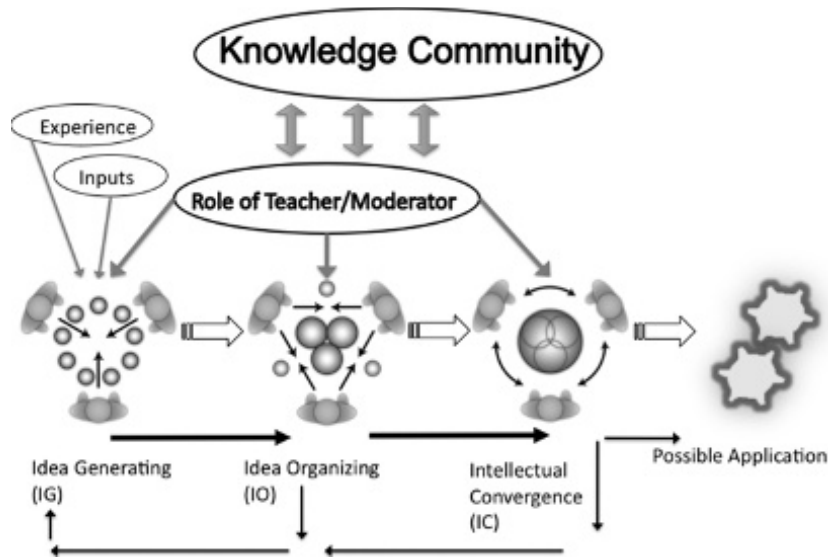 Knowledge Community
Experience
Inputs
Role of Teacher/Moderator
Idea Generating
(IG)
Idea Organizing
(IO)
Intellectual
Convergence
(IC)
Possible Application